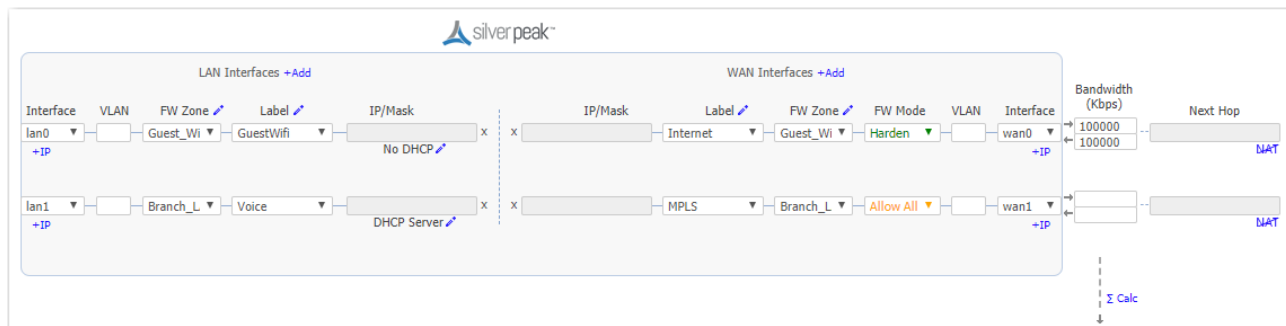 silver peak™
LAN Interfaces +Add WAN Interfaces +Add
Interface VLAN FW Zone Label IP/Mask IP/Mask Label FW Zone FW Mode VLAN Interface Bandwidth (Kbps) Next Hop
lan0 Guest_Wi GuestWifi x x Internet Guest_Wi Harden wan0 100000
100000
+IP No DHCP +IP NAT
lan1 Branch_L Voice x x MPLS Branch_L Allow All wan1
+IP DHCP Server +IP NAT
Σ Calc